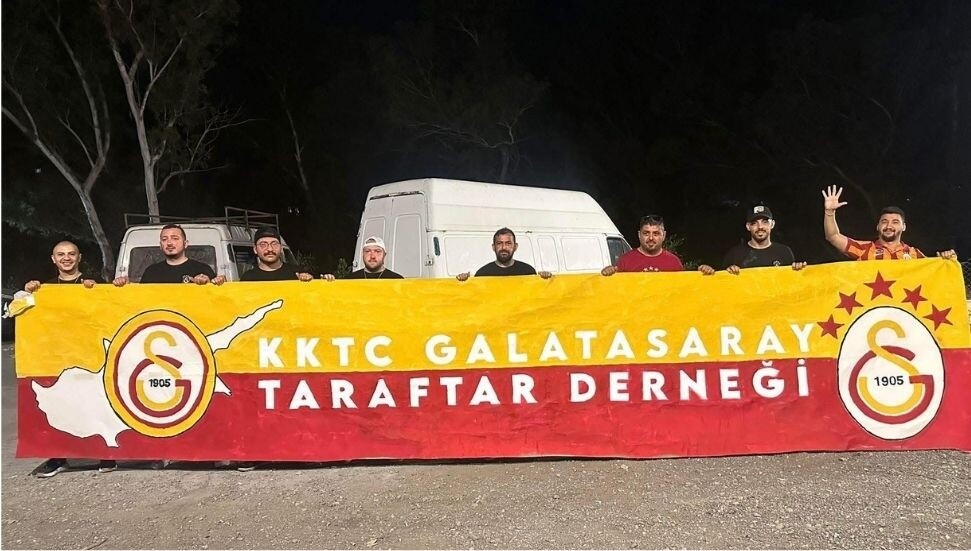 KKTC GALATASARAY
TARAFTAR DERNEĞİ
1905
1905